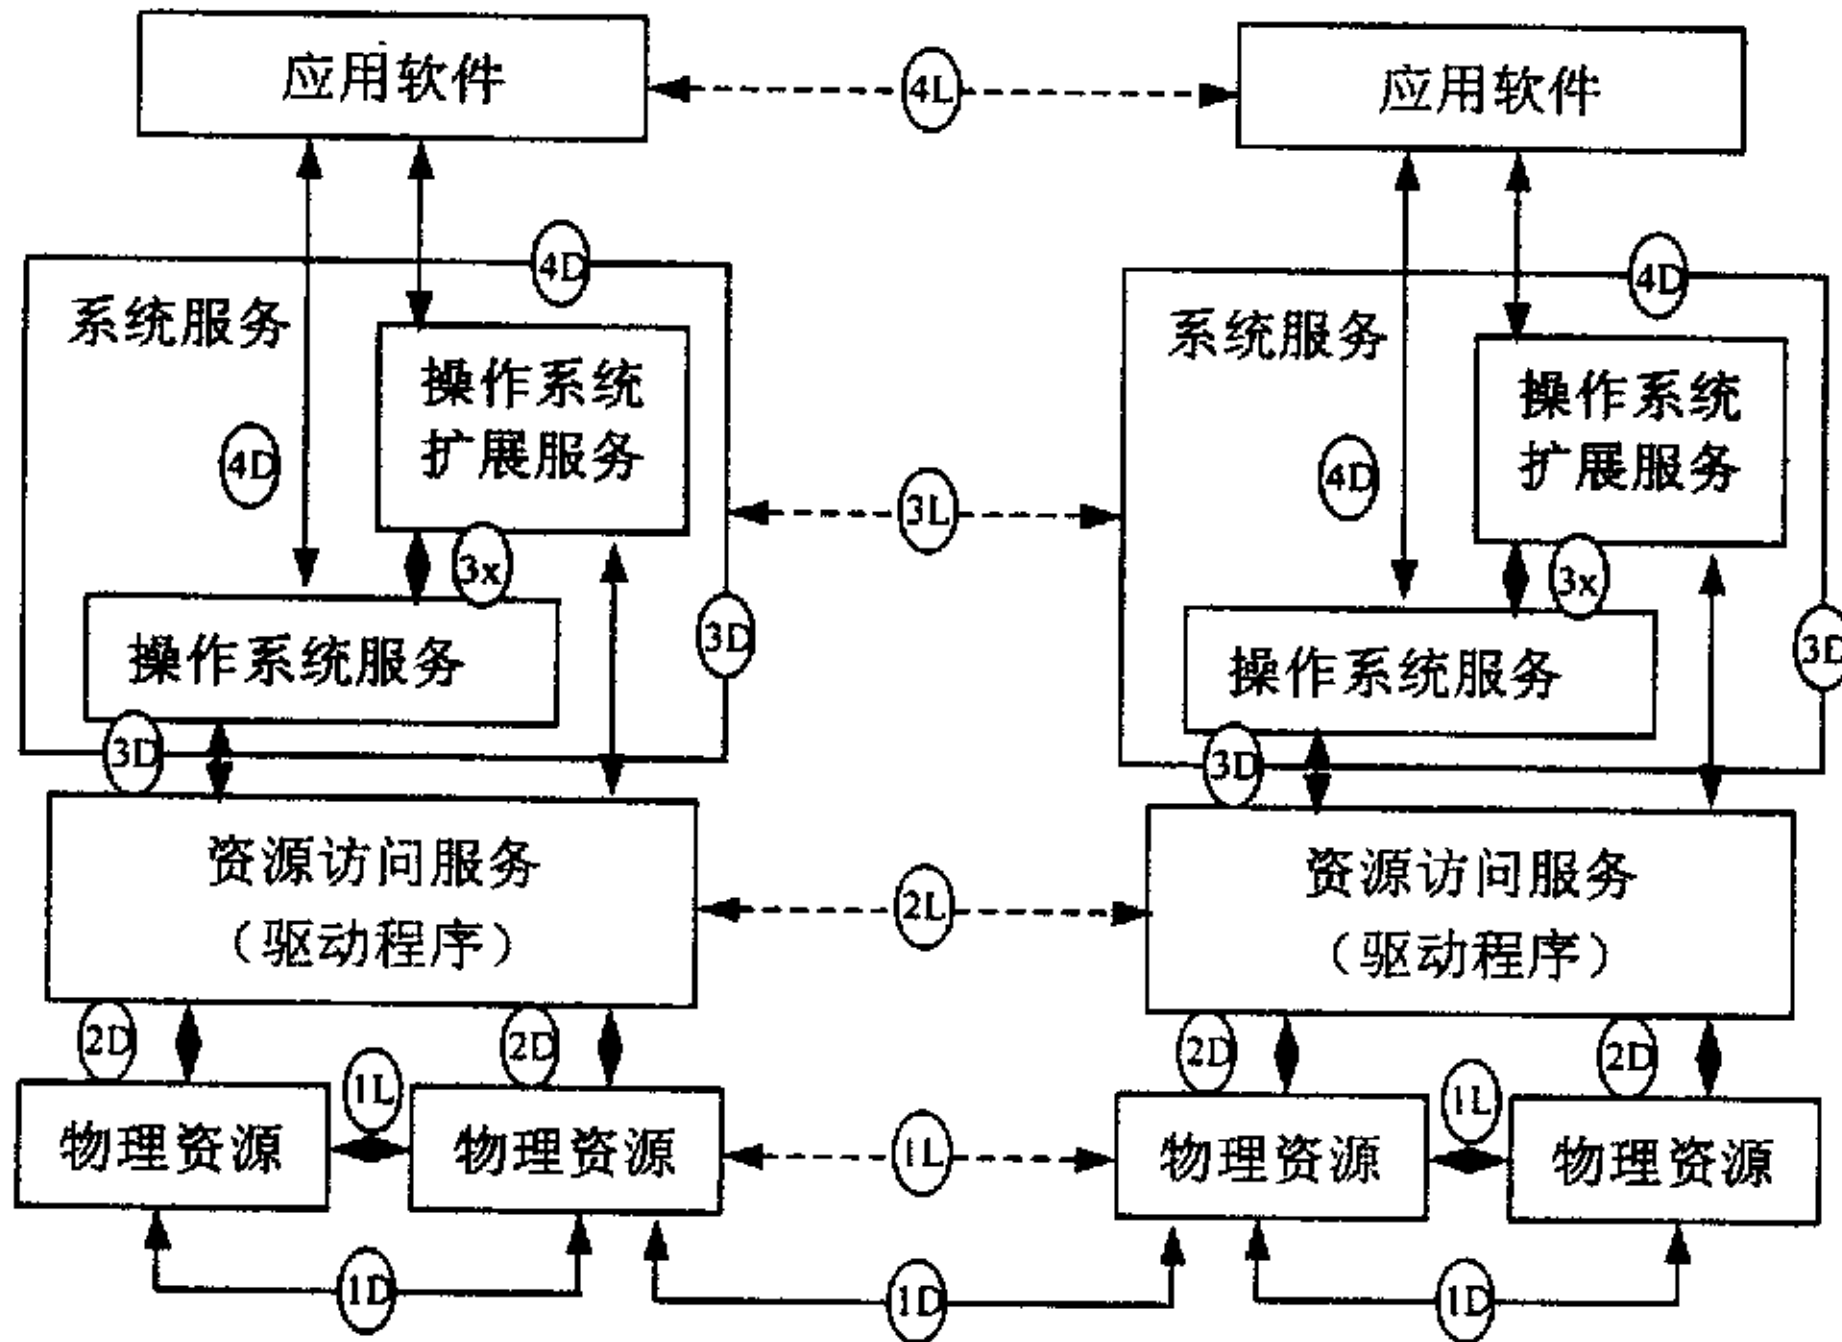 应用软件
4L
应用软件
4D
4D
系统服务
系统服务
操作系统
扩展服务
操作系统
扩展服务
4D
4D
3L
3x
3x
操作系统服务
3D
操作系统服务
3D
3D
3D
资源访问服务
（驱动程序）
2L
资源访问服务
（驱动程序）
2D
2D
2D
2D
1L
1L
物理资源
物理资源
1L
物理资源
物理资源
1D
1D
1D